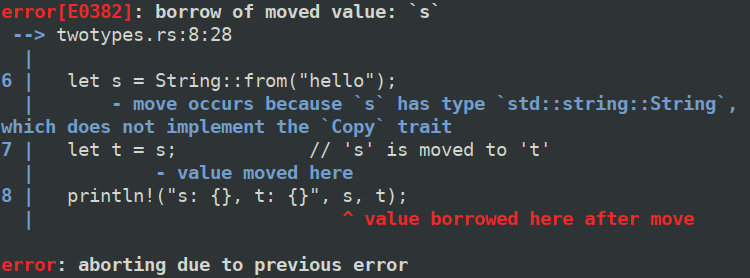 error[E0382]: borrow of moved value: `s`
 --> twotypes.rs:8:28
  |
6 |   let s = String::from("hello");
  |       - move occurs because `s` has type `std::string::String`,
which does not implement the `Copy` trait
7 |   let t = s;            // 's' is moved to 't'
  |           - value moved here
8 |   println!("s: {}, t: {}", s, t);
  |                            ^ value borrowed here after move
error: aborting due to previous error